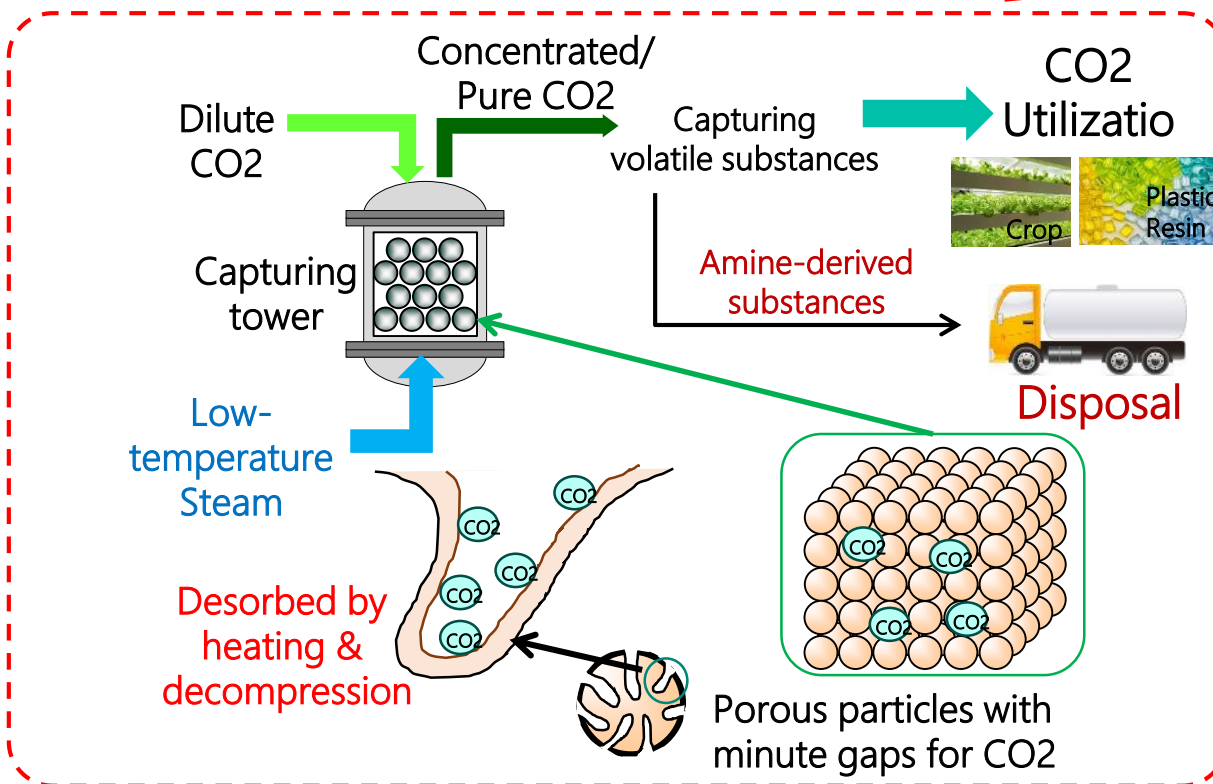 Concentrated/
Pure CO2
Dilute
CO2
Capturing
volatile substances
CO2
Utilizatio
Crop
Plastic
Resin
Capturing
tower
Amine-derived
substances
Disposal
Low-
temperature
Steam
CO2
CO2
CO2
CO2
CO2
Desorbed by
heating &
decompression
CO2
CO2
CO2
CO2
Porous particles with
minute gaps for CO2